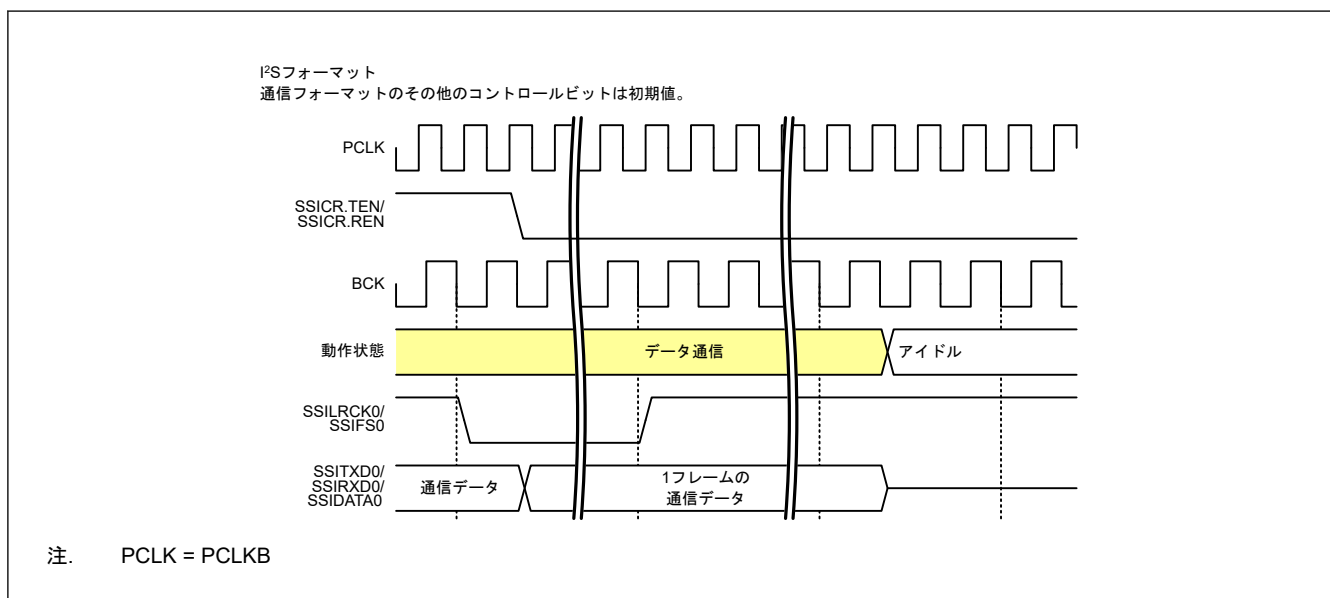 I²Sフォーマット
通信フォーマットのその他のコントロールビットは初期値。
PCLK
SSICR.TEN/
SSICR.REN
BCK
動作状態
データ通信
アイドル
SSILRCK0/
SSIFS0
SSITXD0/
SSIRXD0/
SSIDATA0
通信データ
1フレームの
通信データ
注. PCLK = PCLKB